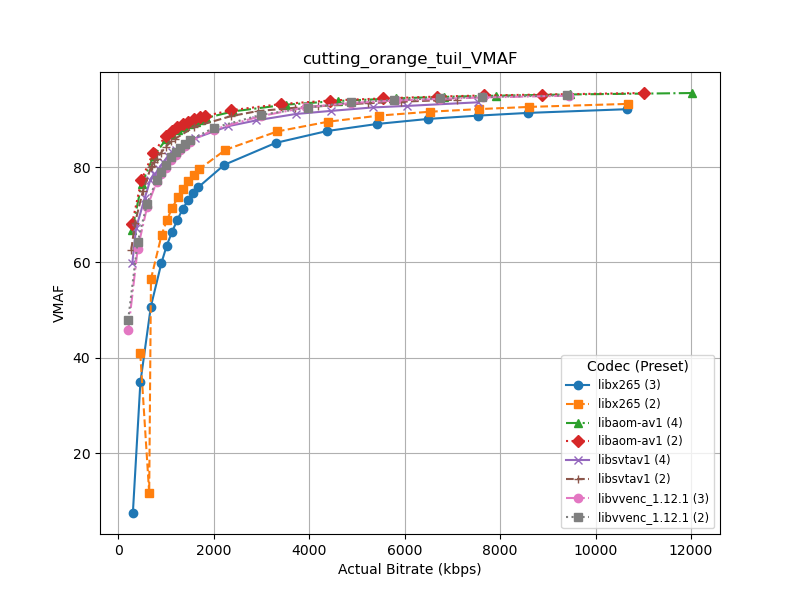 cutting_orange_tuil_VMAF
VMAF
80
60
40
20
0
2000
4000
6000
8000
10000
12000
Actual Bitrate (kbps)
Codec (Preset)
libx265 (3)
libx265 (2)
libaom-av1 (4)
libaom-av1 (2)
libsvtav1 (4)
libsvtav1 (2)
libvvenc_1.12.1 (3)
libvvenc_1.12.1 (2)